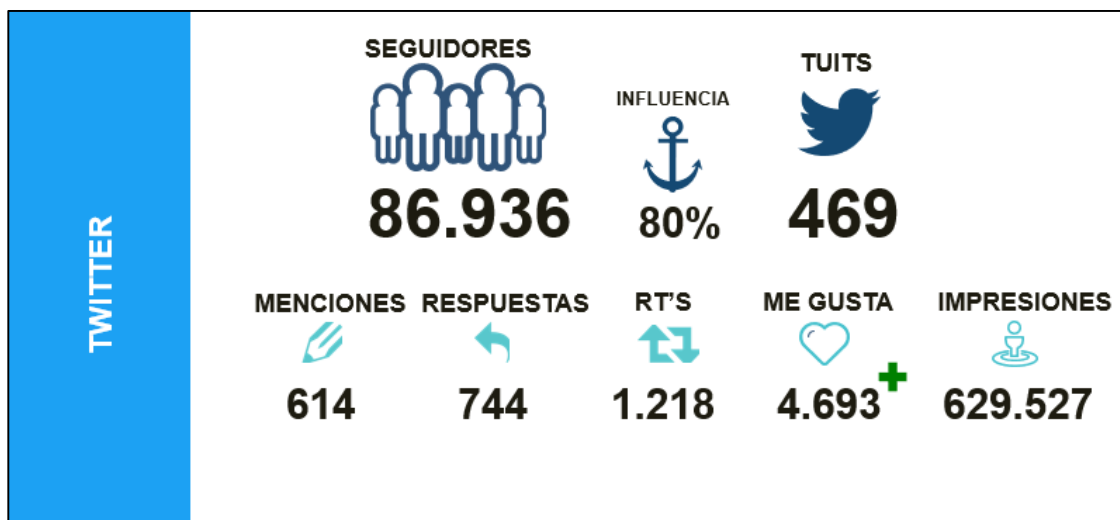 TWITTER
SEGUIDORES
86.936
INFLUENCIA
80%
TUITS
469
MENCIONES
614
RESPUESTAS
744
RT’S
1.218
ME GUSTA
4.693
IMPRESIONES
629.527